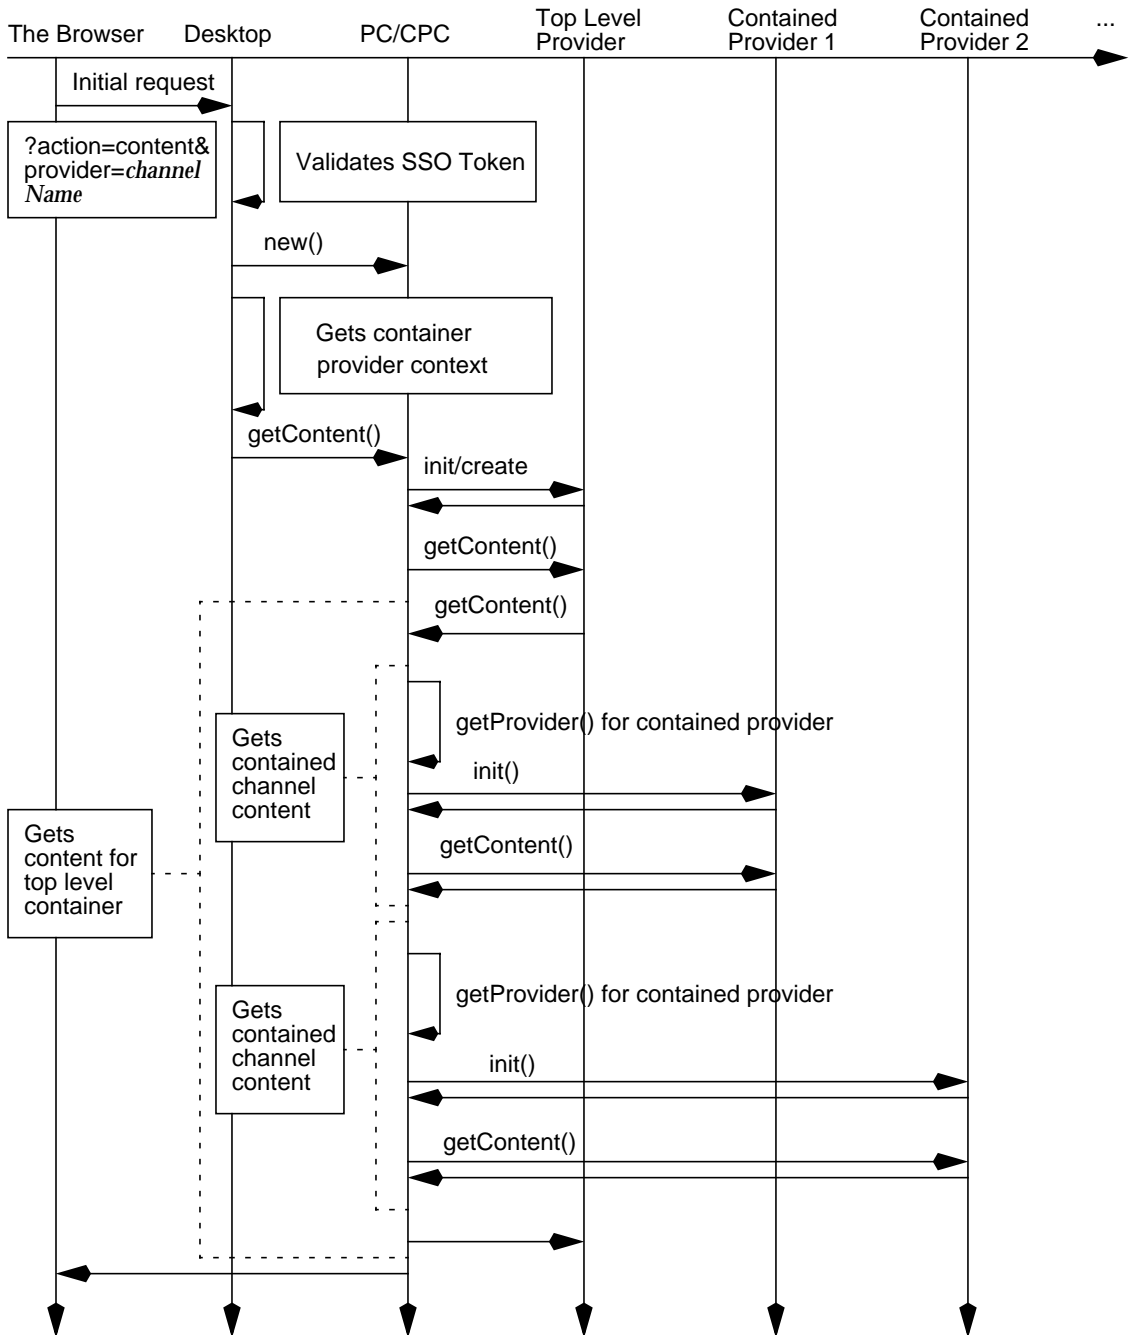 The Browser
Desktop
PC/CPC
Top Level
Provider
Contained
Provider 1
Contained
Provider 2
...
Initial request
?action=content&
provider=channel
Name
Validates SSO Token
new()
Gets container
provider context
getContent()
init/create
getContent()
getContent()
getProvider() for contained provider
Gets
contained
channel
content
init()
Gets
content for
top level
container
getContent()
getProvider() for contained provider
Gets
contained
channel
content
init()
getContent()